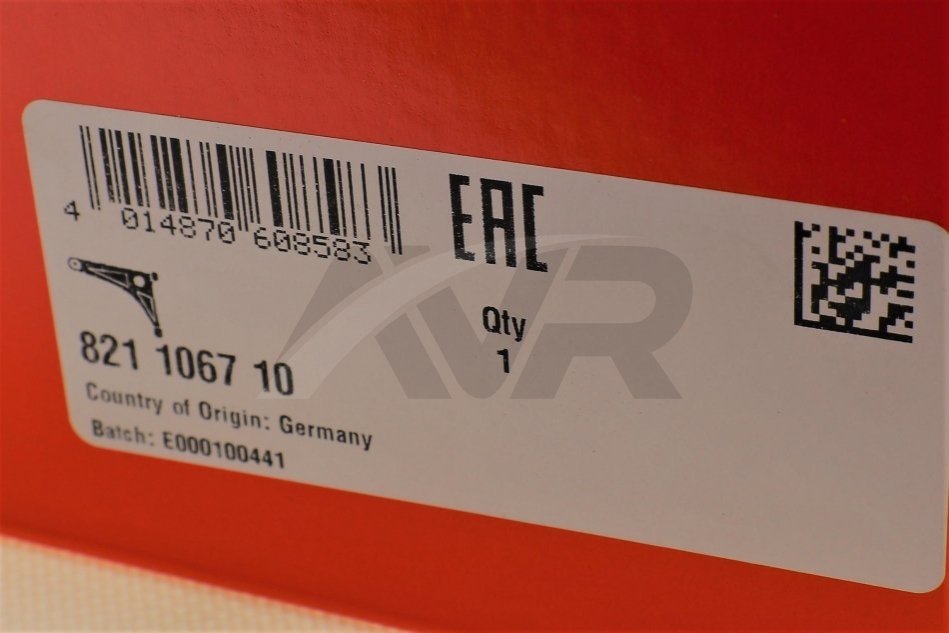 4 014870 608583
EAC
AVR
Qty
1
821 1067 10
Country of Origin: Germany
Batch: E000100441